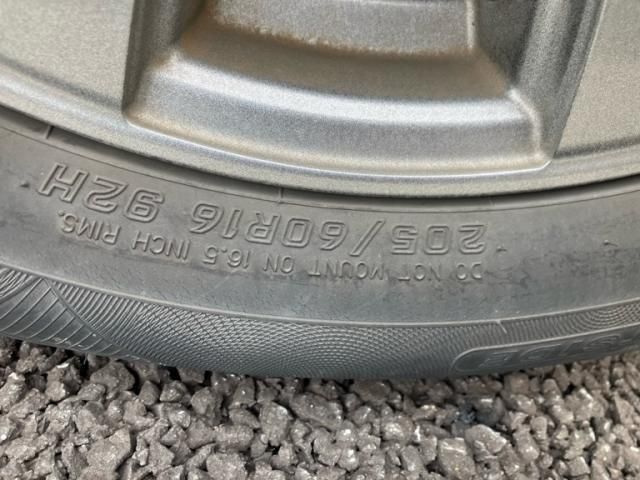 205/60R16 92H
DO NOT MOUNT ON 16.5 INCH RIMS.